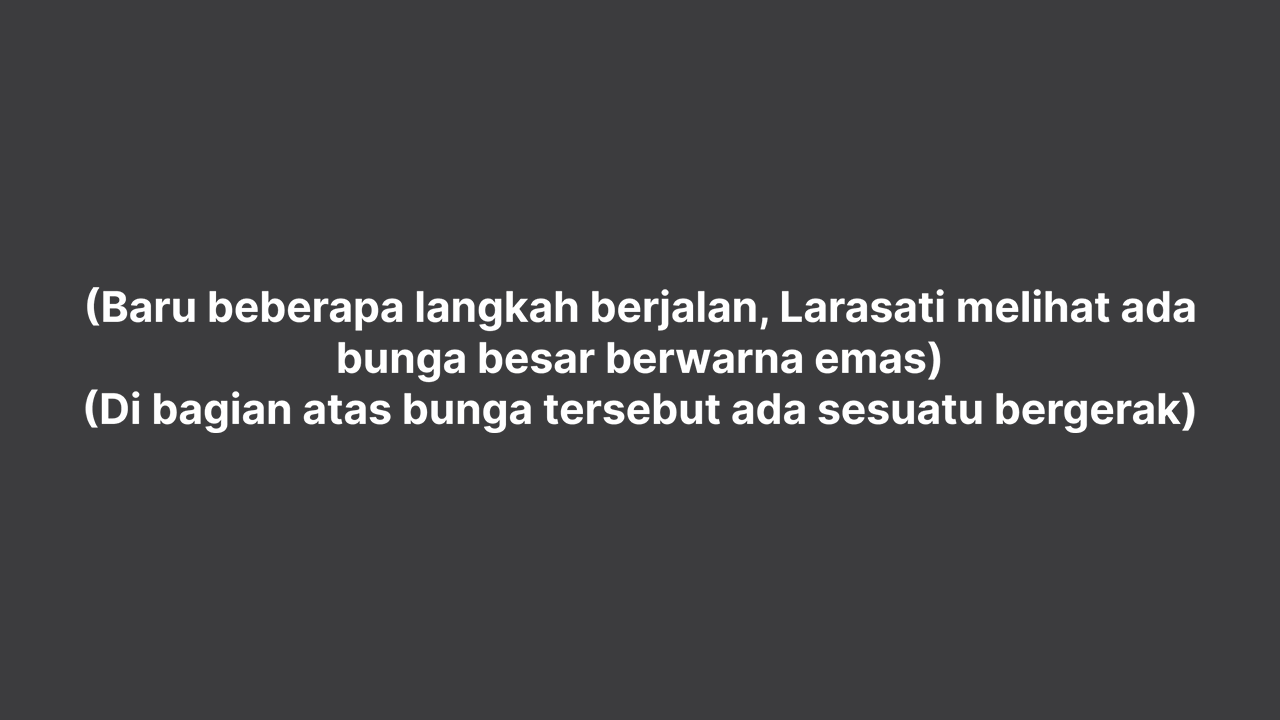 (Baru beberapa langkah berjalan, Larasati melihat ada
bunga besar berwarna emas)
(Di bagian atas bunga tersebut ada sesuatu bergerak)